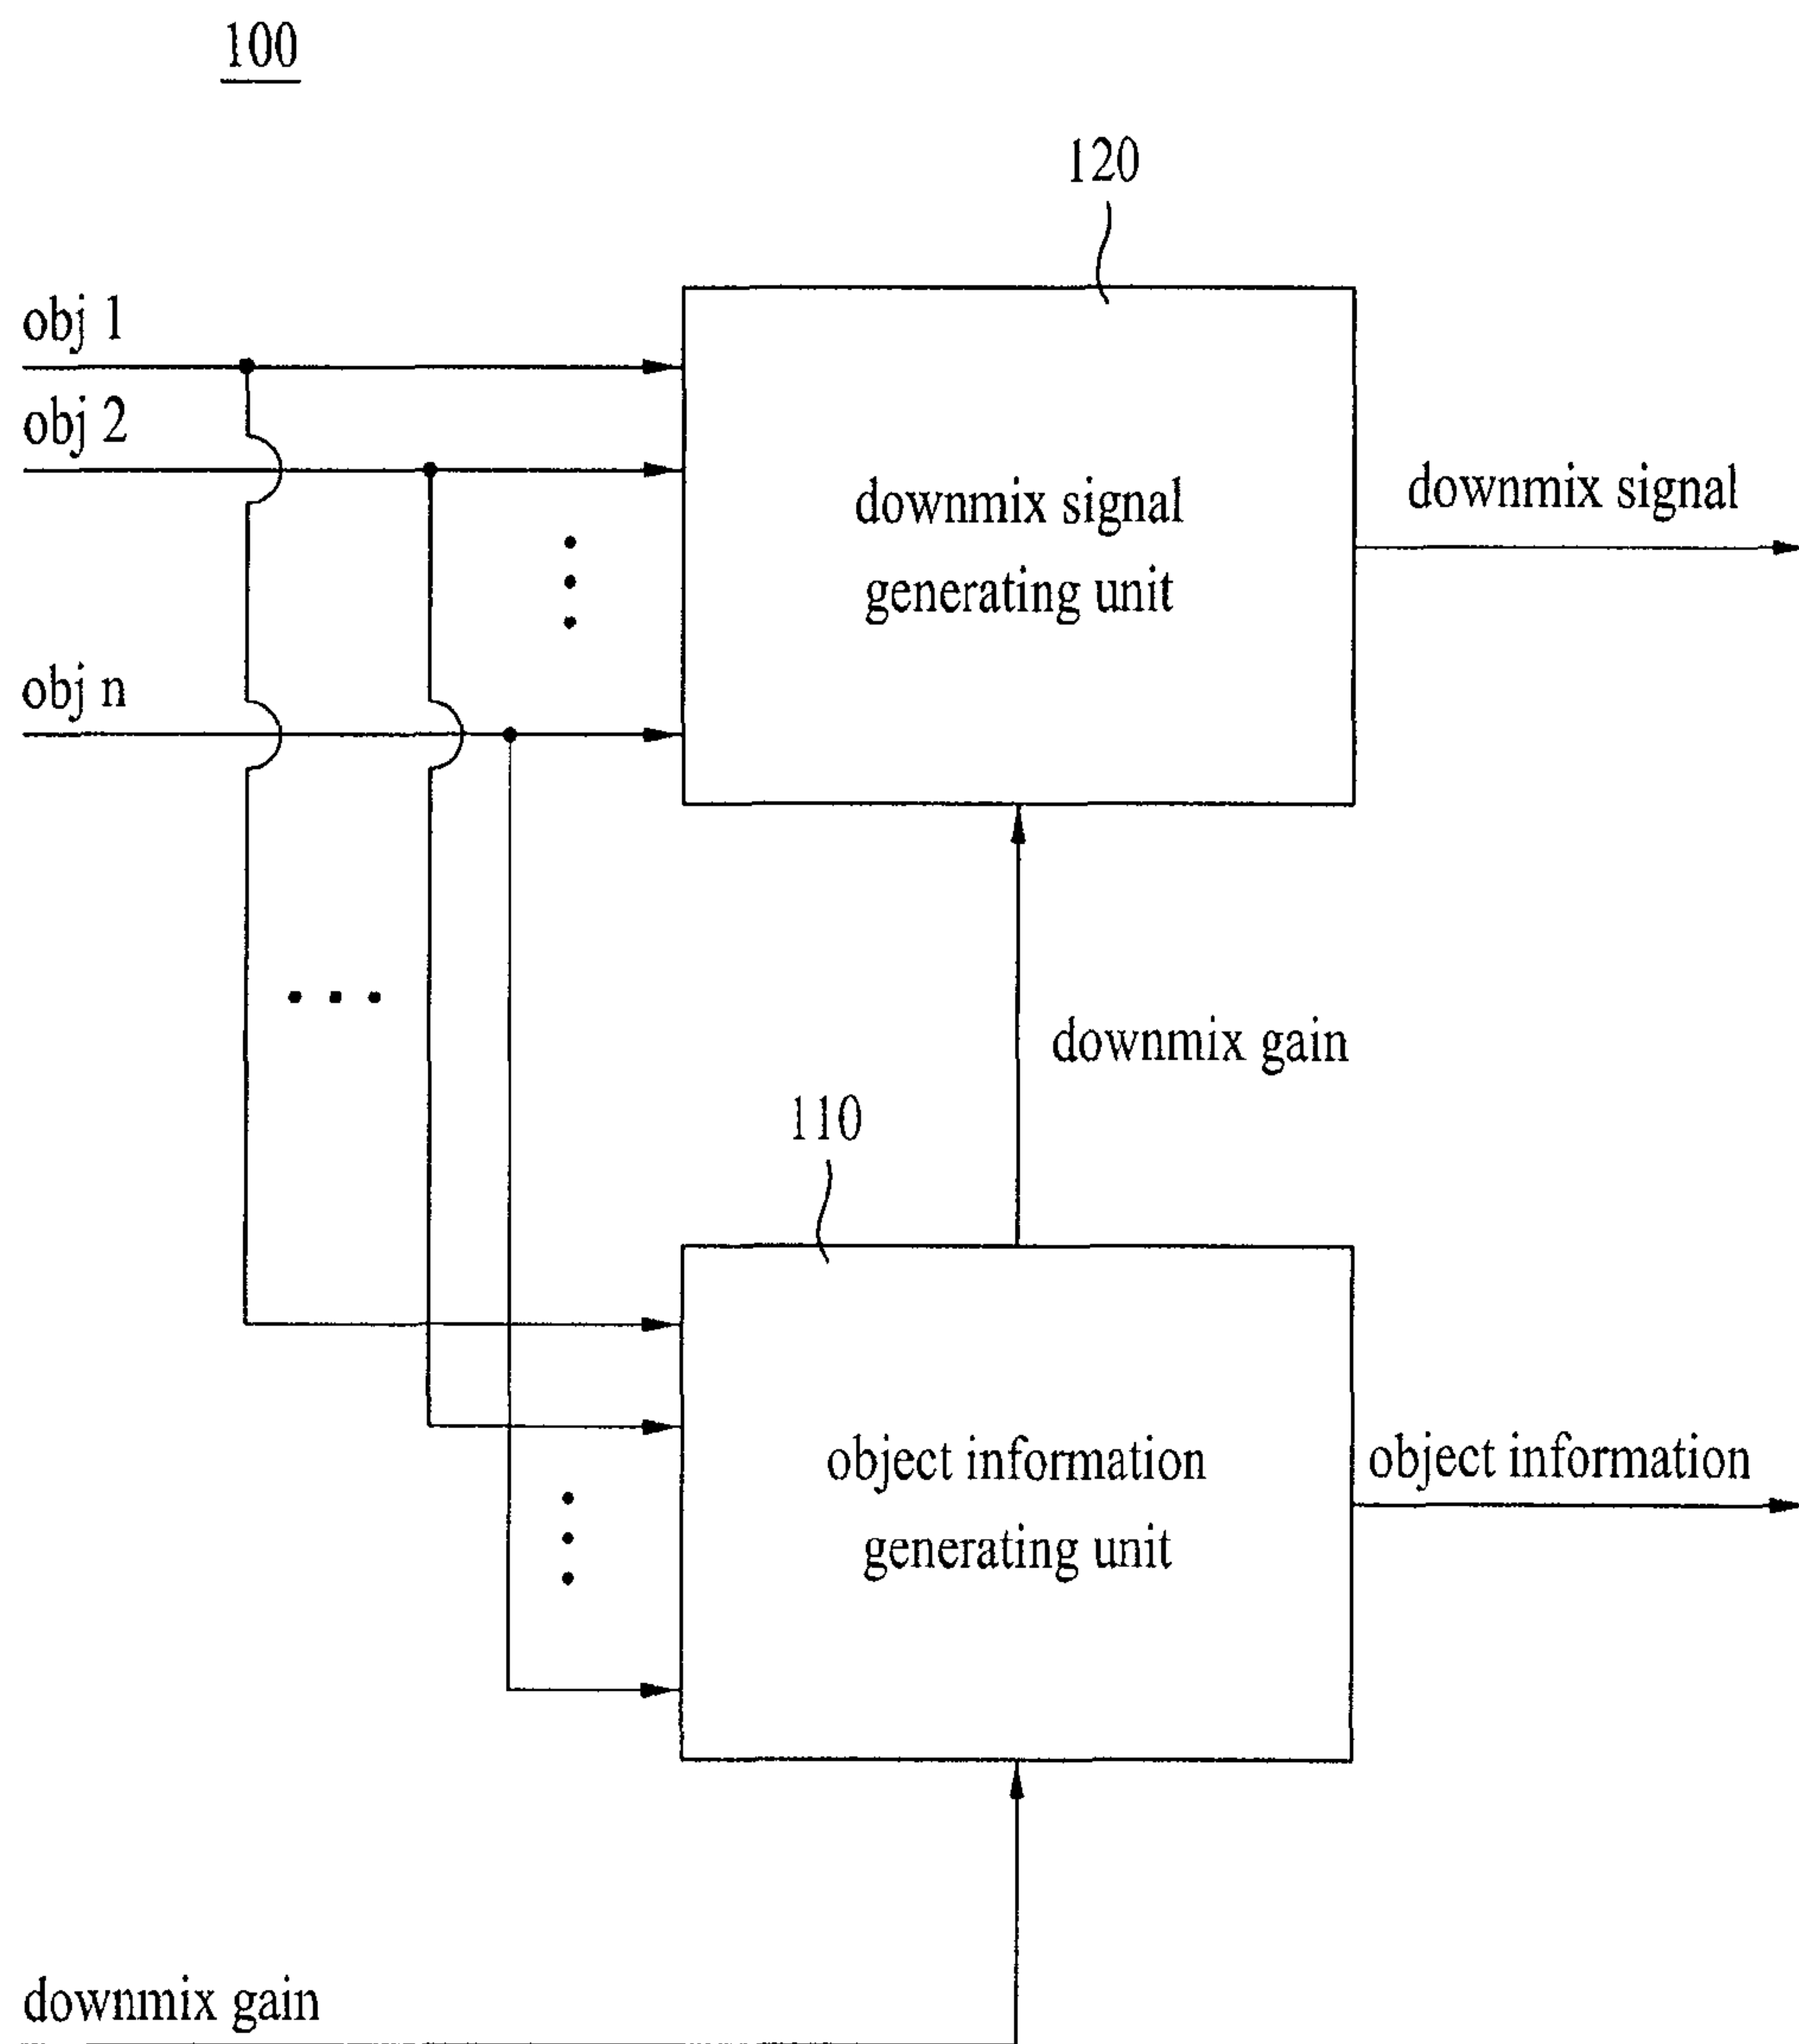 100
120
obj 1
obj 2
downmix signal
generating unit
downmix signal
obj n
downmix gain
110
object information
generating unit
object information
downmix gain